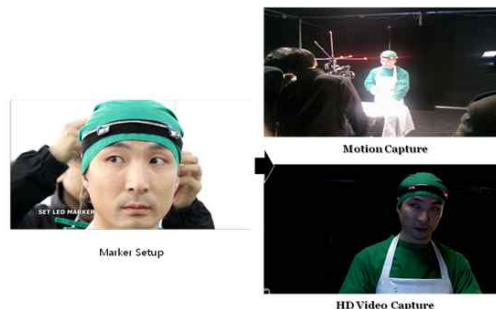 SET LED MARKER
Marker Setup
Motion Capture
HD Video Capture